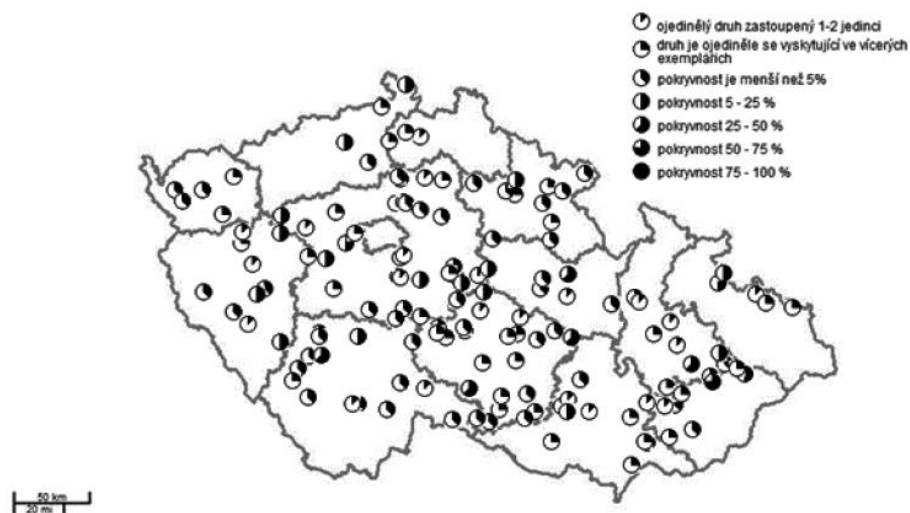 ojedinělý druh zastoupený 1-2 jedinci
druh je ojediněle se vyskytující ve vícerých
exemplářích
pokryvnost je menší než 5%
pokryvnost 5 - 25 %
pokryvnost 25 - 50 %
pokryvnost 50 - 75 %
pokryvnost 75 - 100 %
50 km
20 mi